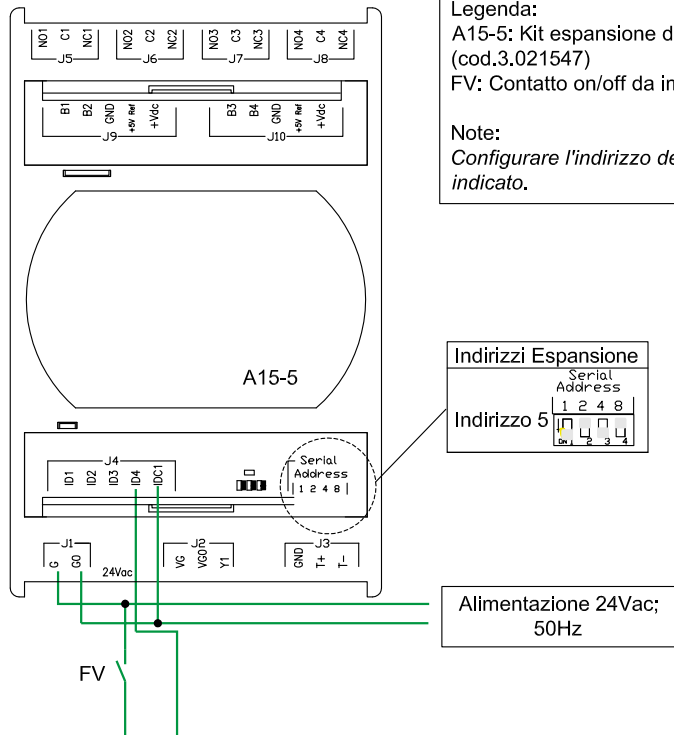 NO1 C1 NC1 NO2 C2 NC2 NO3 C3 NC3 NO4 C4 NC4
J5 J6 J7 J8
B1 B2 GND +5V Ref +Vdc B3 B4 GND +5V Ref +Vdc
J9 J10
Legenda:
A15-5: Kit espansione d
(cod.3.021547)
FV: Contatto on/off da im
Note:
Configurare l'indirizzo de
indicato.
A15-5
Indirizzi Espansione
Serial
Address
1 2 4 8
Indirizzo 5
ON 1 2 3 4
J4
ID1 ID2 ID3 ID4 IDC1
Serial
Address
1 2 4 8
J1 J2 J3
G G0 24Vac VG VG0 Y1 GND T+ T-
Alimentazione 24Vac;
50Hz
FV